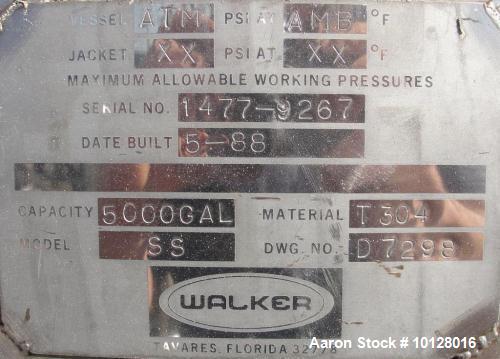 VESSEL ATM PSI AT AMB °F
JACKET XX PSI AT XX °F
MAXIMUM ALLOWABLE WORKING PRESSURES
SERIAL NO. 1477-9267
DATE BUILT 5-88
CAPACITY 5000GAL MATERIAL T304
MODEL SS DWG. NO. D7298
WALKER
TAVARES, FLORIDA 32778
Aaron Stock # 10128016